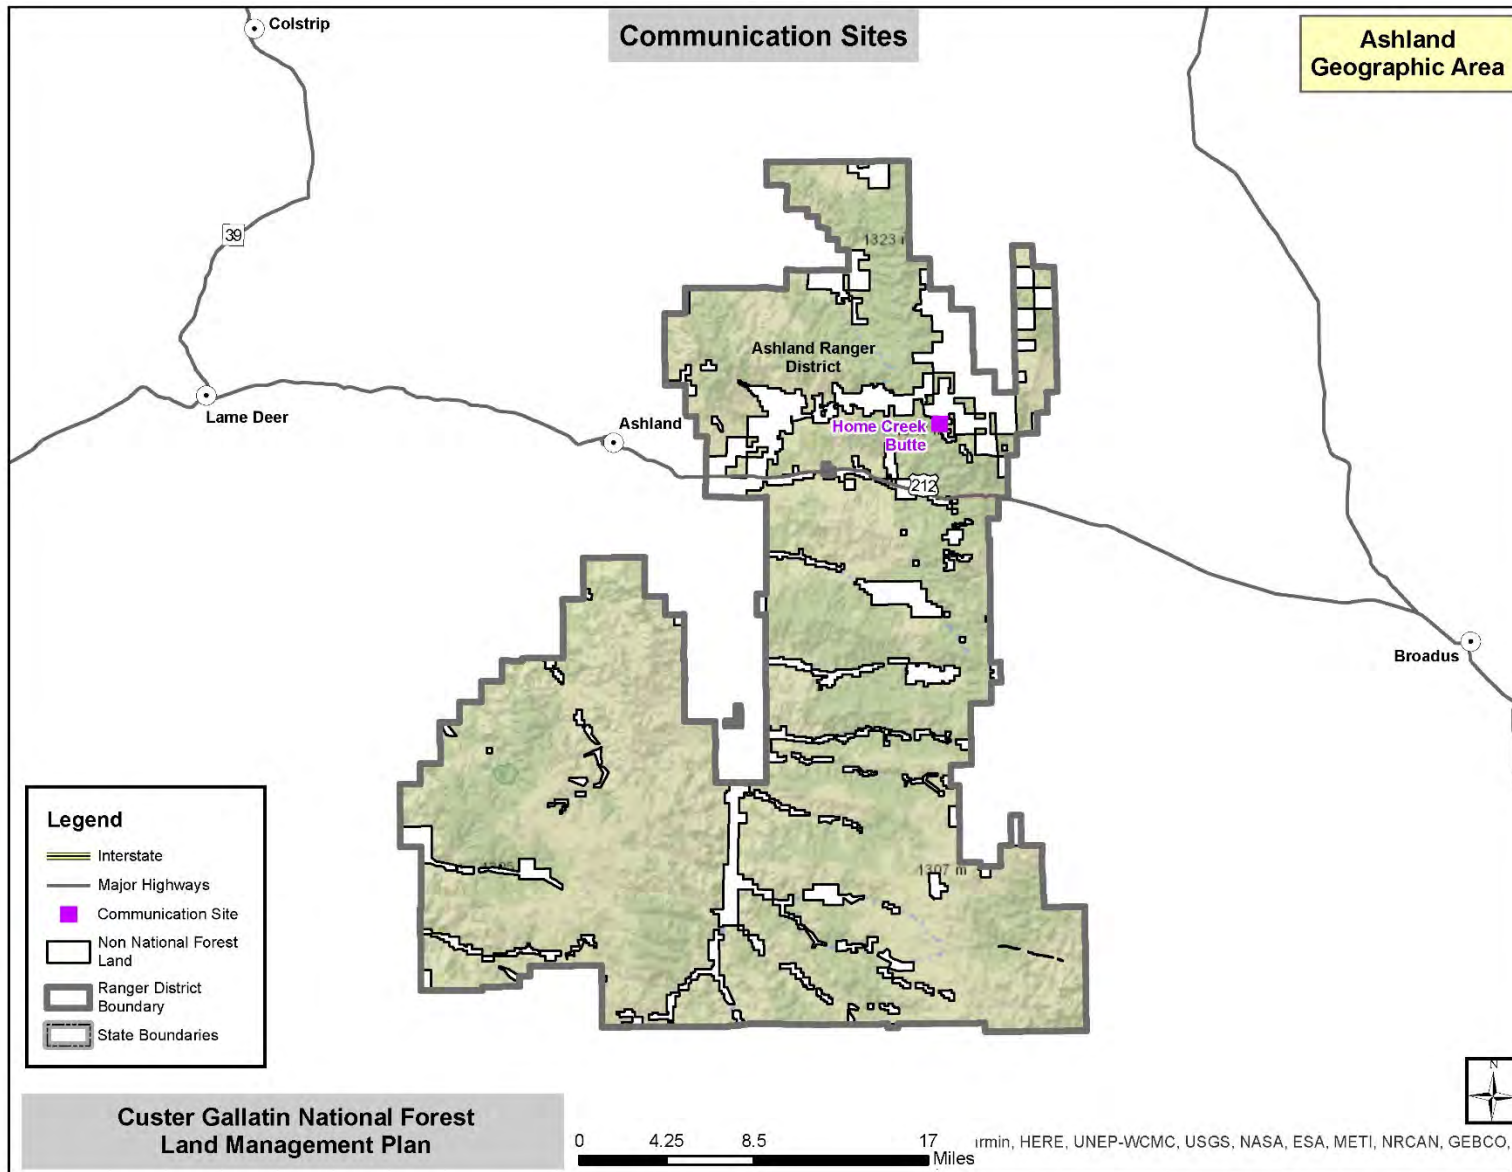 Colstrip
Communication Sites
Ashland
Geographic Area
39
1323
Ashland Ranger
District
Lame Deer
Ashland
Home Creek
Butte
212
Broadus
1307 m
Legend
Interstate
Major Highways
Communication Site
Non National Forest
Land
Ranger District
Boundary
State Boundaries
N
Custer Gallatin National Forest
Land Management Plan
0 4.25 8.5 17
Miles
rmin, HERE, UNEP-WCMC, USGS, NASA, ESA, METI, NRCAN, GEBCO,